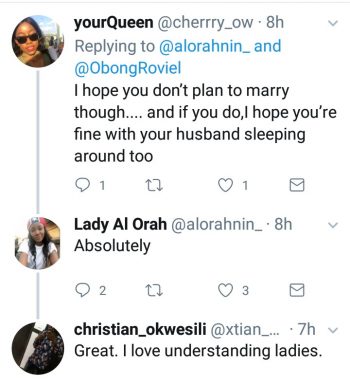 yourQueen @cherrry_ow · 8h
Replying to @alorahnin_ and
@ObongRoviel
I hope you don't plan to marry
though.... and if you do,I hope you're
fine with your husband sleeping
around too
1 1
Lady Al Orah @alorahnin_ · 8h
Absolutely
2 3
christian_okwesili @xtian_... · 7h
Great. I love understanding ladies.